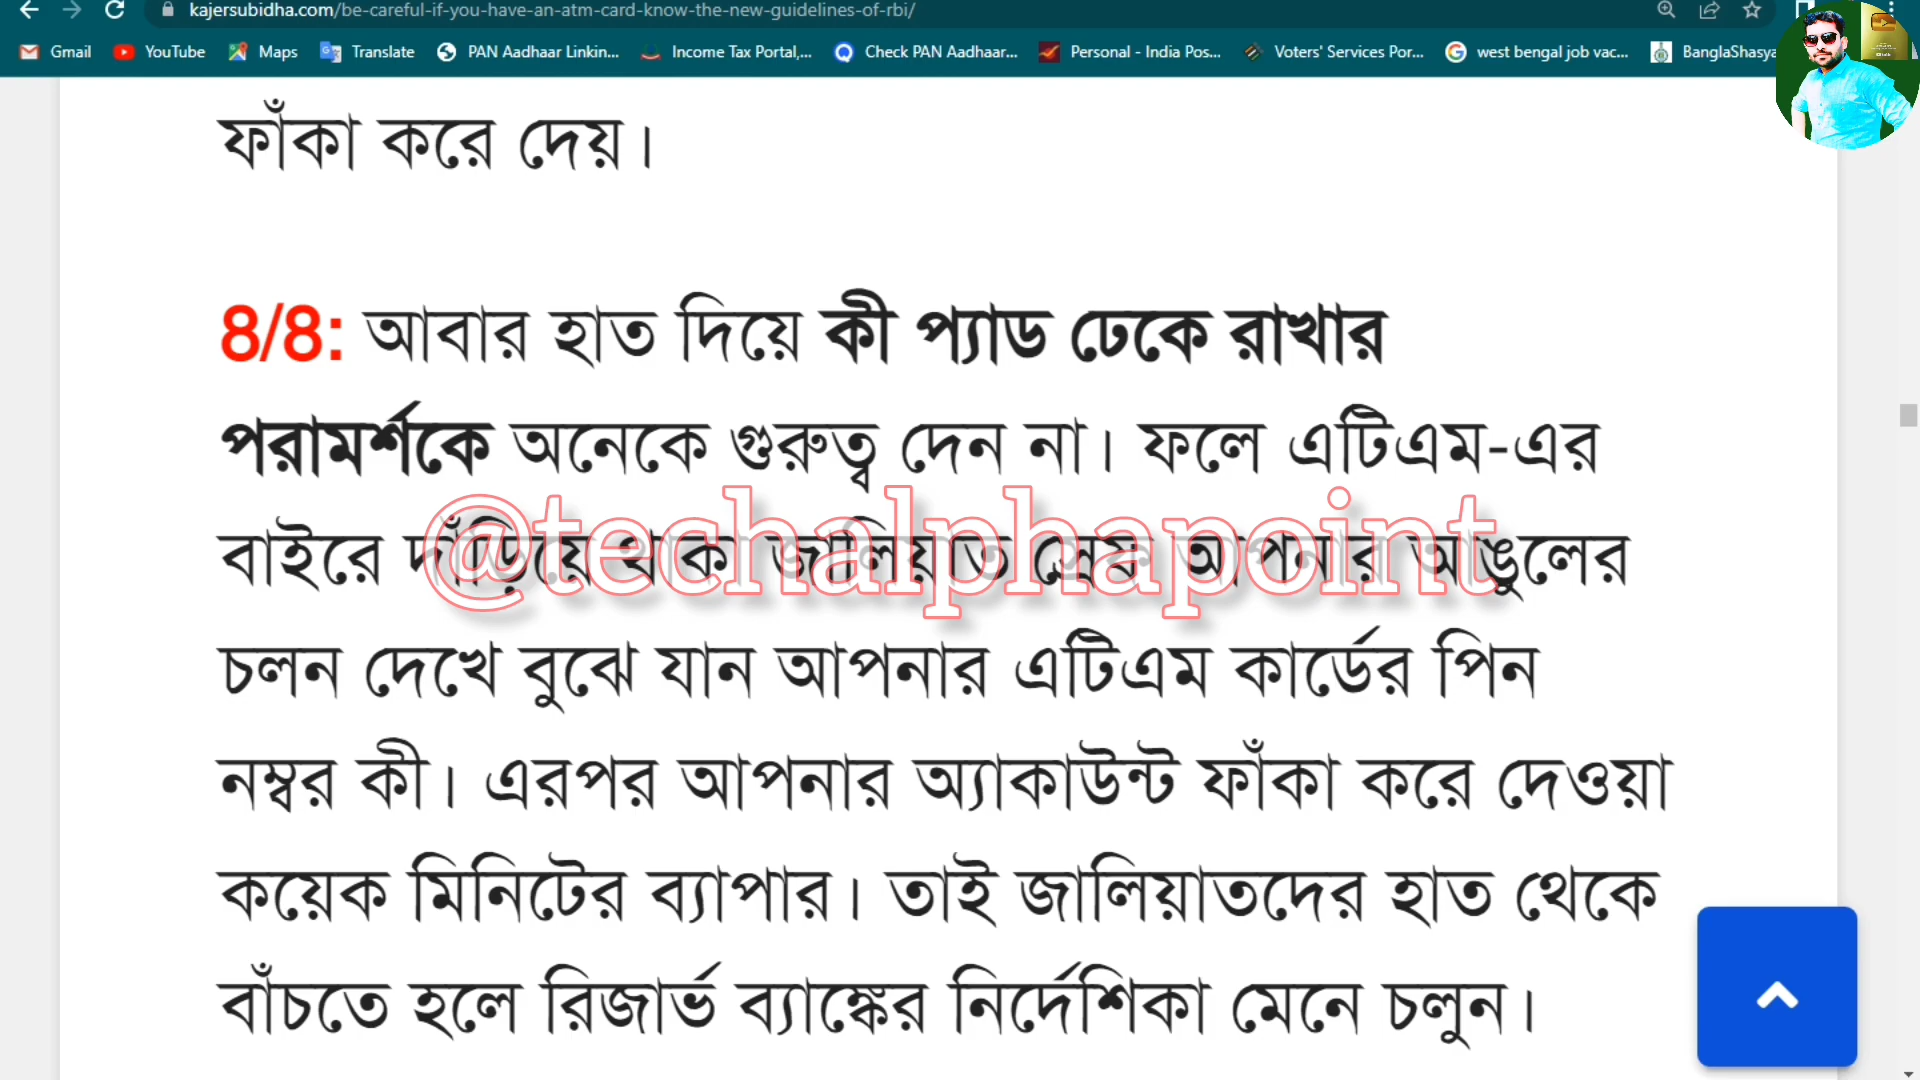 kajersubidha.com/be-careful-if-you-have-an-atm-card-know-the-new-guidelines-of-rbi/
Gmail YouTube Maps Translate PAN Aadhaar Linkin... Income Tax Portal,... Check PAN Aadhaar... Personal - India Pos... Voters' Services Por... west bengal job vac... BanglaShasya
ফাঁকা করে দেয়।
8/8: আবার হাত দিয়ে কী প্যাড ঢেকে রাখার
পরামর্শকে অনেকে গুরুত্ব দেন না। ফলে এটিএম-এর
বাইরে দাঁড়িয়ে থাকা জালিয়াত স্রেফ আপনার আঙুলের
@techalphapoint
চলন দেখে বুঝে যান আপনার এটিএম কার্ডের পিন
নম্বর কী। এরপর আপনার অ্যাকাউন্ট ফাঁকা করে দেওয়া
কয়েক মিনিটের ব্যাপার। তাই জালিয়াতদের হাত থেকে
বাঁচতে হলে রিজার্ভ ব্যাঙ্কের নির্দেশিকা মেনে চলুন।